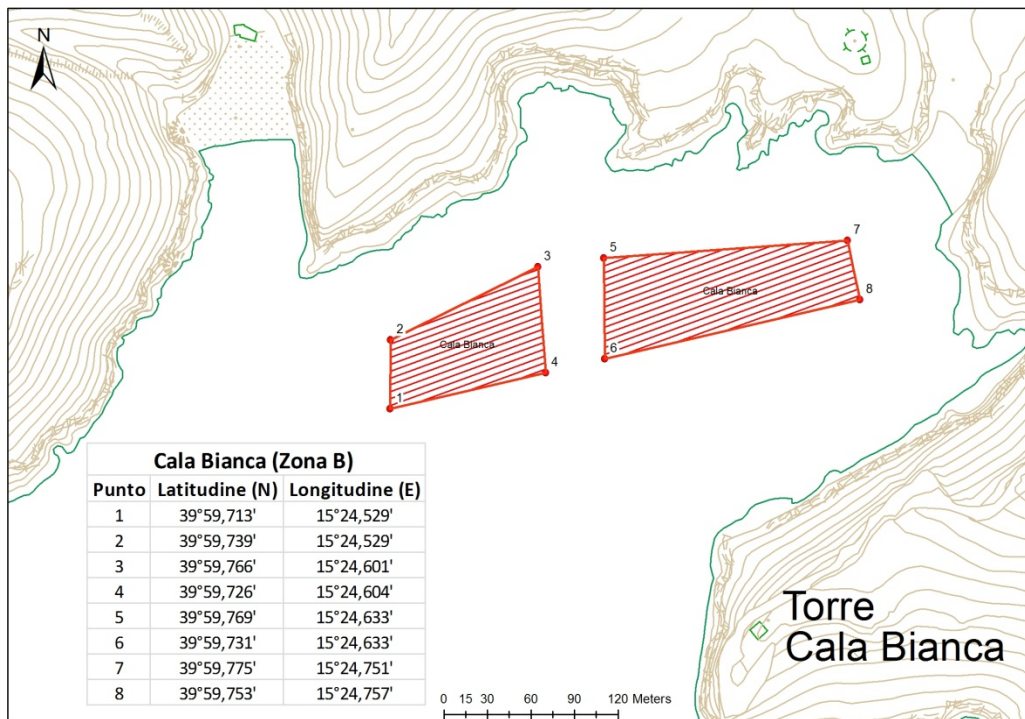 N
7
3
5
8
Cala Bianca
2
Cala Bianca
6
4
1
Cala Bianca (Zona B)
Punto Latitudine (N) Longitudine (E)
1 39°59,713' 15°24,529'
2 39°59,739' 15°24,529'
3 39°59,766' 15°24,601'
4 39°59,726' 15°24,604'
5 39°59,769' 15°24,633'
6 39°59,731' 15°24,633'
7 39°59,775' 15°24,751'
8 39°59,753' 15°24,757'
Torre
Cala Bianca
0 15 30 60 90 120 Meters